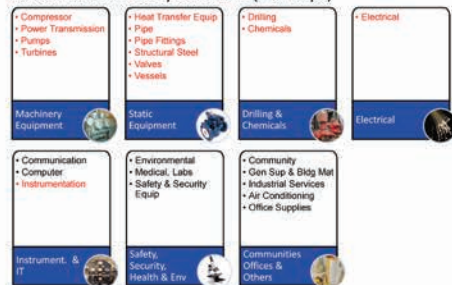 • Compressor
• Power Transmission
• Pumps
• Turbines
Machinery
Equipment
• Heat Transfer Equip
• Pipe
• Pipe Fittings
• Structural Steel
• Valves
• Vessels
Static
Equipment
• Drilling
• Chemicals
Drilling &
Chemicals
• Electrical
Electrical
• Communication
• Computer
• Instrumentation
Instrument. &
IT
• Environmental
• Medical, Labs
• Safety & Security
Equip
Safety,
Security,
Health & Env
• Community
• Gen Sup & Bldg Mat
• Industrial Services
• Air Conditioning
• Office Supplies
Communities
Offices &
Others